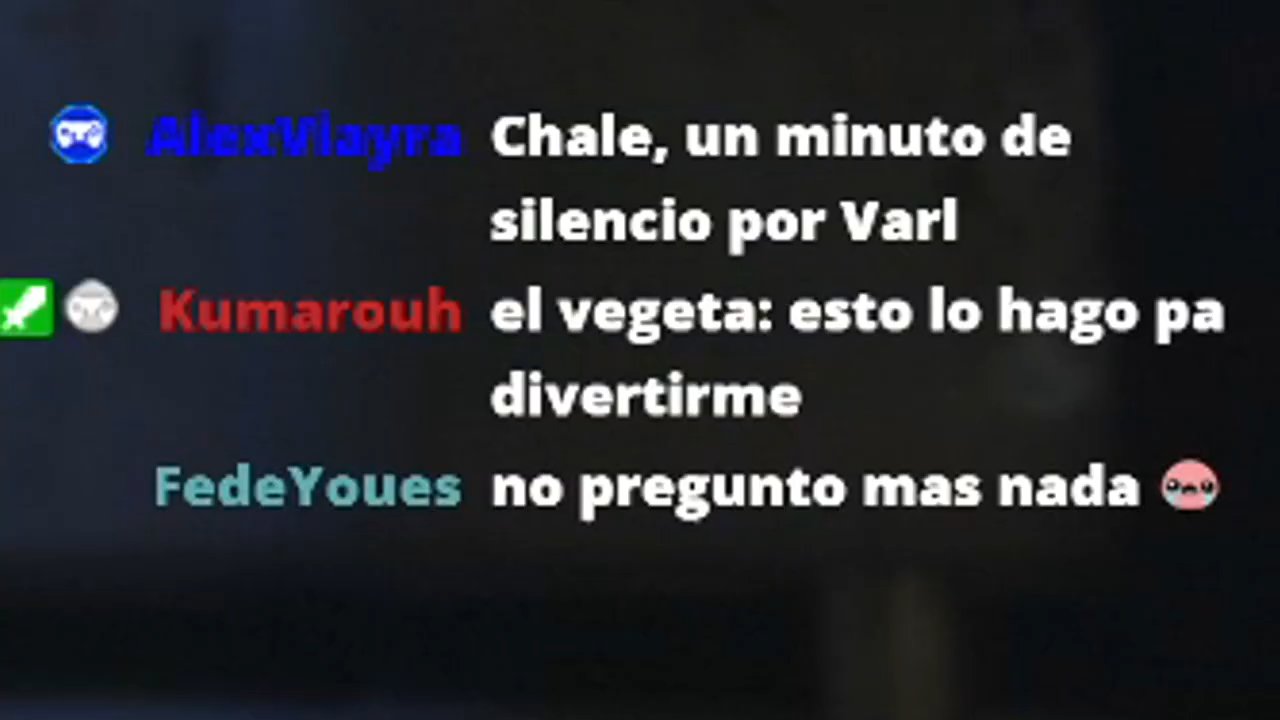 AlexViayra Chale, un minuto de
silencio por Varl
Kumarouh el vegeta: esto lo hago pa
divertirme
FedeYoues no pregunto mas nada